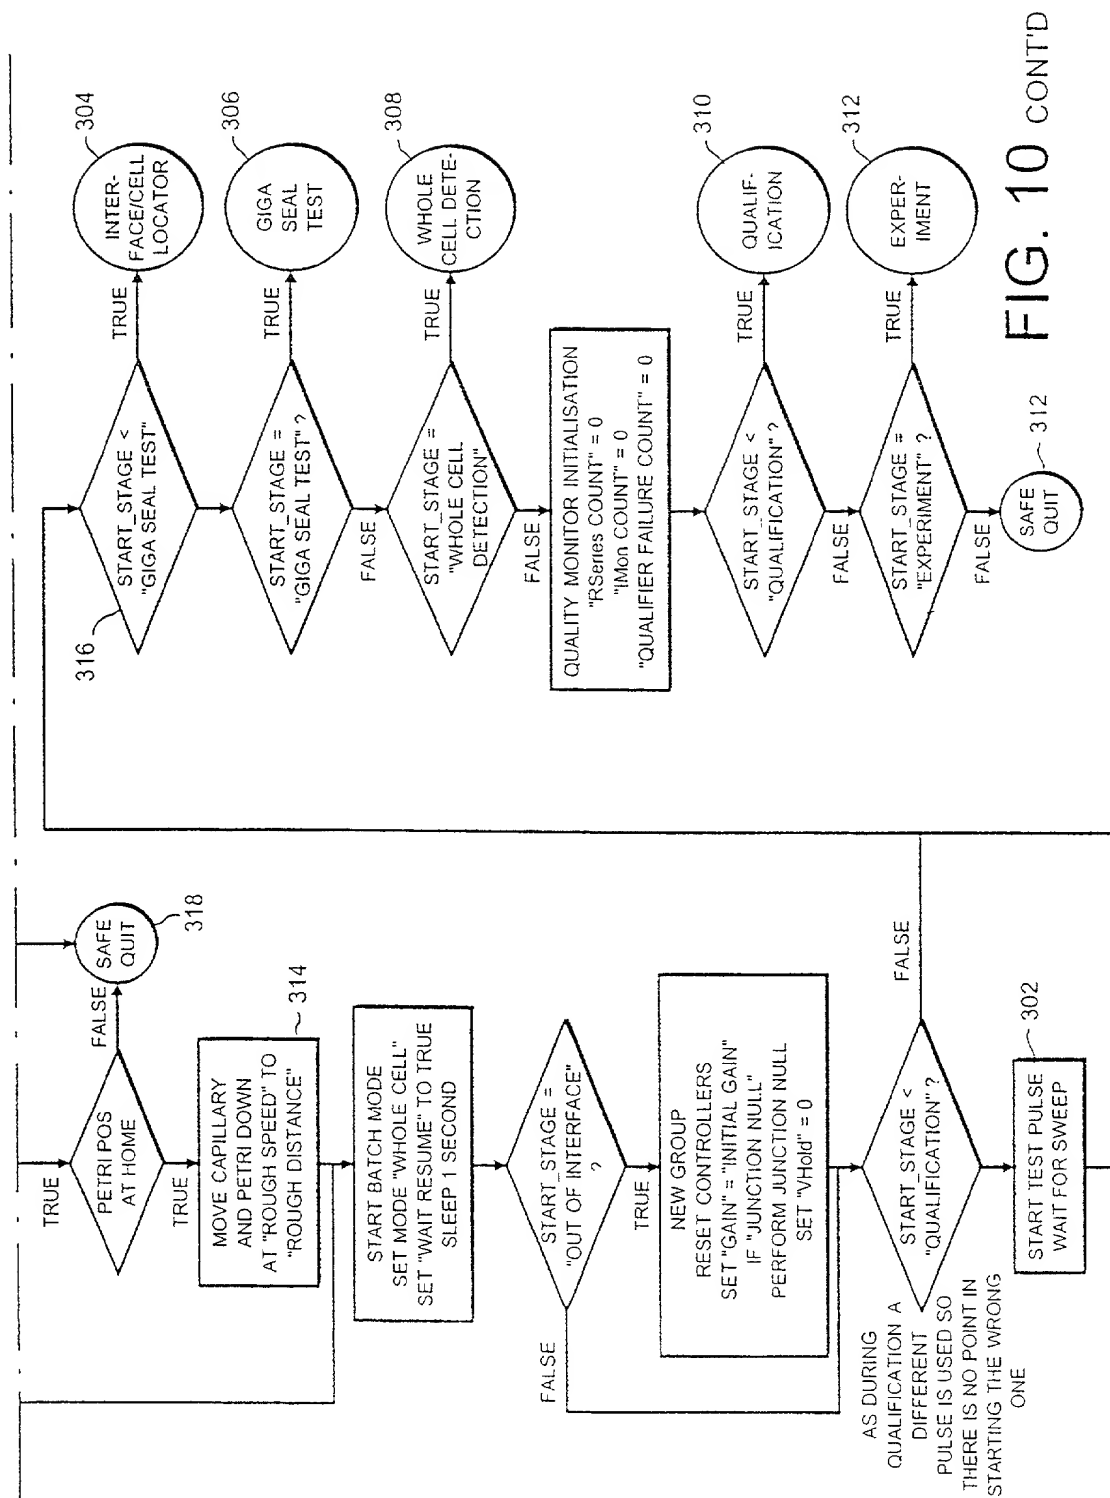 TRUE
PETRI POS
AT HOME
FALSE
SAFE
QUIT
318
TRUE
MOVE CAPILLARY
AND PETRI DOWN
AT "ROUGH SPEED" TO
"ROUGH DISTANCE"
314
START BATCH MODE
SET MODE "WHOLE CELL"
SET "WAIT RESUME" TO TRUE
SLEEP 1 SECOND
START_STAGE =
"OUT OF INTERFACE"
?
FALSE
TRUE
NEW GROUP
RESET CONTROLLERS
SET "GAIN" = "INITIAL GAIN"
IF "JUNCTION NULL"
PERFORM JUNCTION NULL
SET "VHold" = 0
START_STAGE <
"QUALIFICATION" ?
FALSE
AS DURING
QUALIFICATION A
DIFFERENT
PULSE IS USED SO
THERE IS NO POINT IN
STARTING THE WRONG
ONE
TRUE
START TEST PULSE
WAIT FOR SWEEP
302
START_STAGE <
"GIGA SEAL TEST"
316
TRUE
INTER-
FACE/CELL
LOCATOR
304
START_STAGE =
"GIGA SEAL TEST" ?
TRUE
GIGA
SEAL
TEST
306
FALSE
START_STAGE =
"WHOLE CELL
DETECTION"
TRUE
WHOLE
CELL DETE-
CTION
308
FALSE
QUALITY MONITOR INITIALISATION
"RSeries COUNT" = 0
"IMon COUNT" = 0
"QUALIFIER FAILURE COUNT" = 0
START_STAGE <
"QUALIFICATION" ?
TRUE
QUALIF-
ICATION
310
FALSE
START_STAGE =
"EXPERIMENT" ?
TRUE
EXPER-
IMENT
312
FALSE
SAFE
QUIT
312
FIG. 10 CONT'D